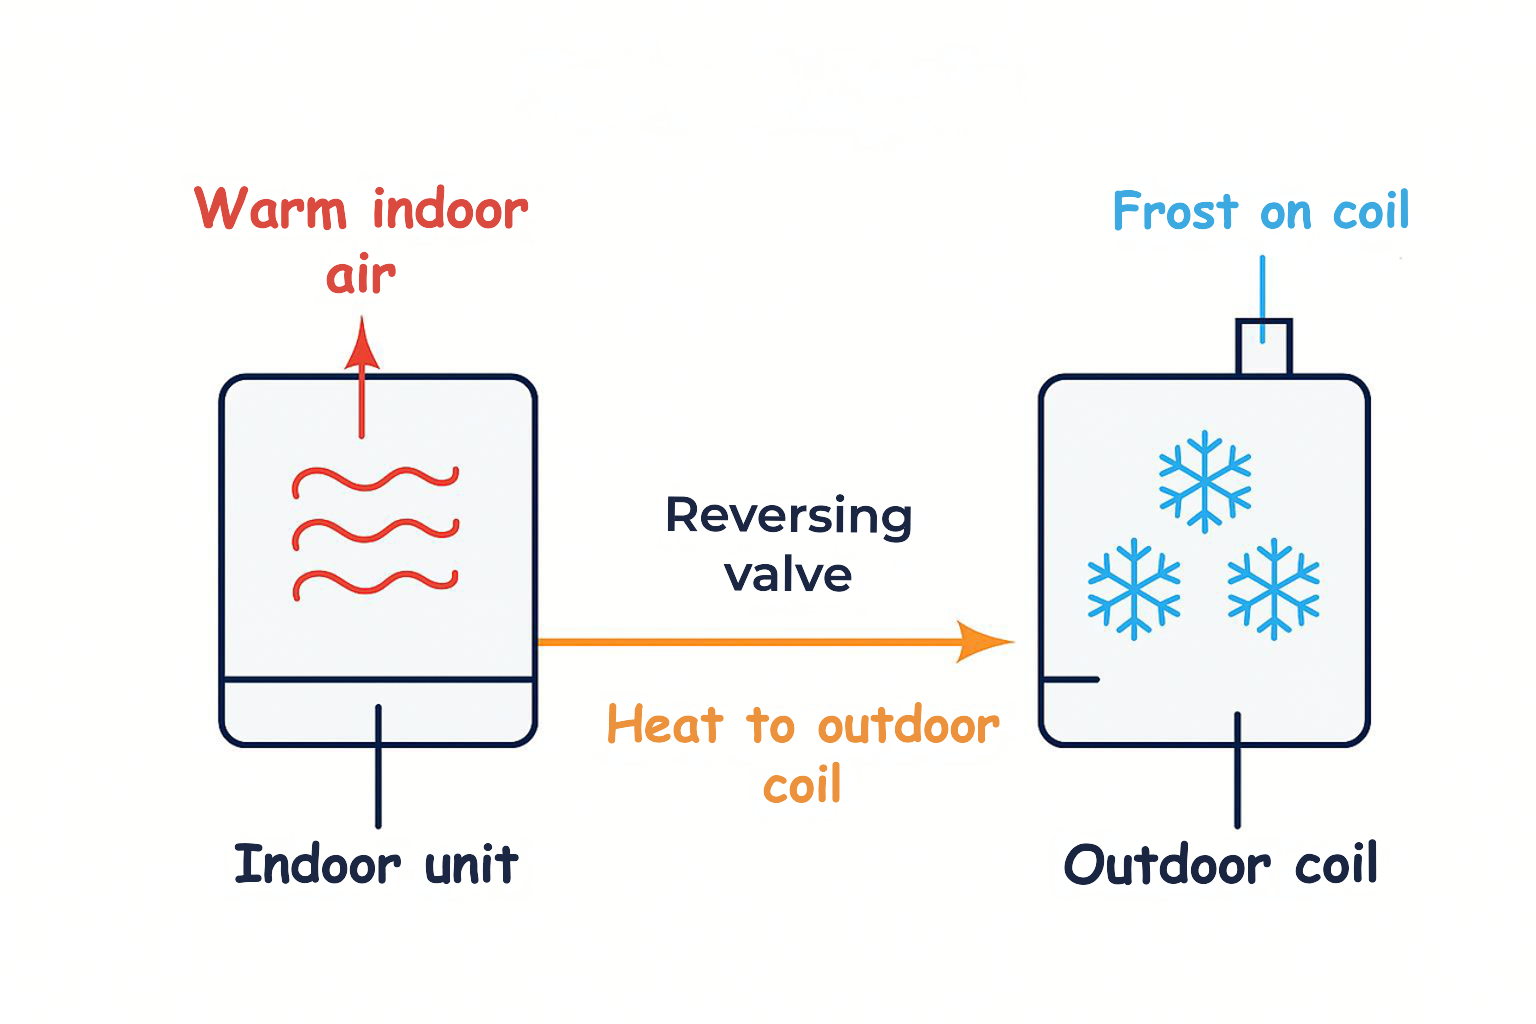 Warm indoor
air
Frost on coil
Reversing
valve
Heat to outdoor
coil
Indoor unit
Outdoor coil